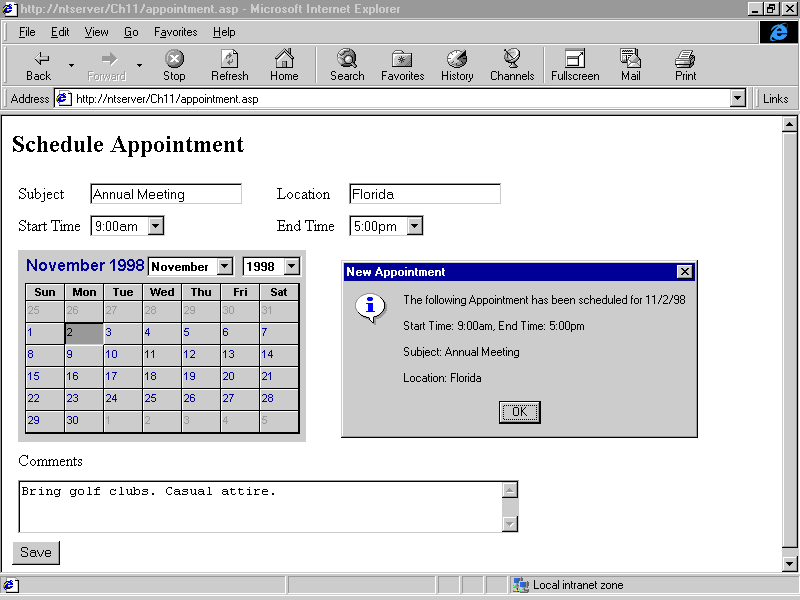 http://ntserver/Ch11/appointment.asp - Microsoft Internet Explorer
File Edit View Go Favorites Help
Back Forward Stop Refresh Home Search Favorites History Channels Fullscreen Mail Print
Address http://ntserver/Ch11/appointment.asp Links
Schedule Appointment
Subject Annual Meeting Location Florida
Start Time 9:00am End Time 5:00pm
November 1998 November 1998
Sun Mon Tue Wed Thu Fri Sat
25 26 27 28 29 30 31
1 2 3 4 5 6 7
8 9 10 11 12 13 14
15 16 17 18 19 20 21
22 23 24 25 26 27 28
29 30 1 2 3 4 5
New Appointment
The following Appointment has been scheduled for 11/2/98
Start Time: 9:00am, End Time: 5:00pm
Subject: Annual Meeting
Location: Florida
OK
Comments
Bring golf clubs. Casual attire.
Save
Local intranet zone